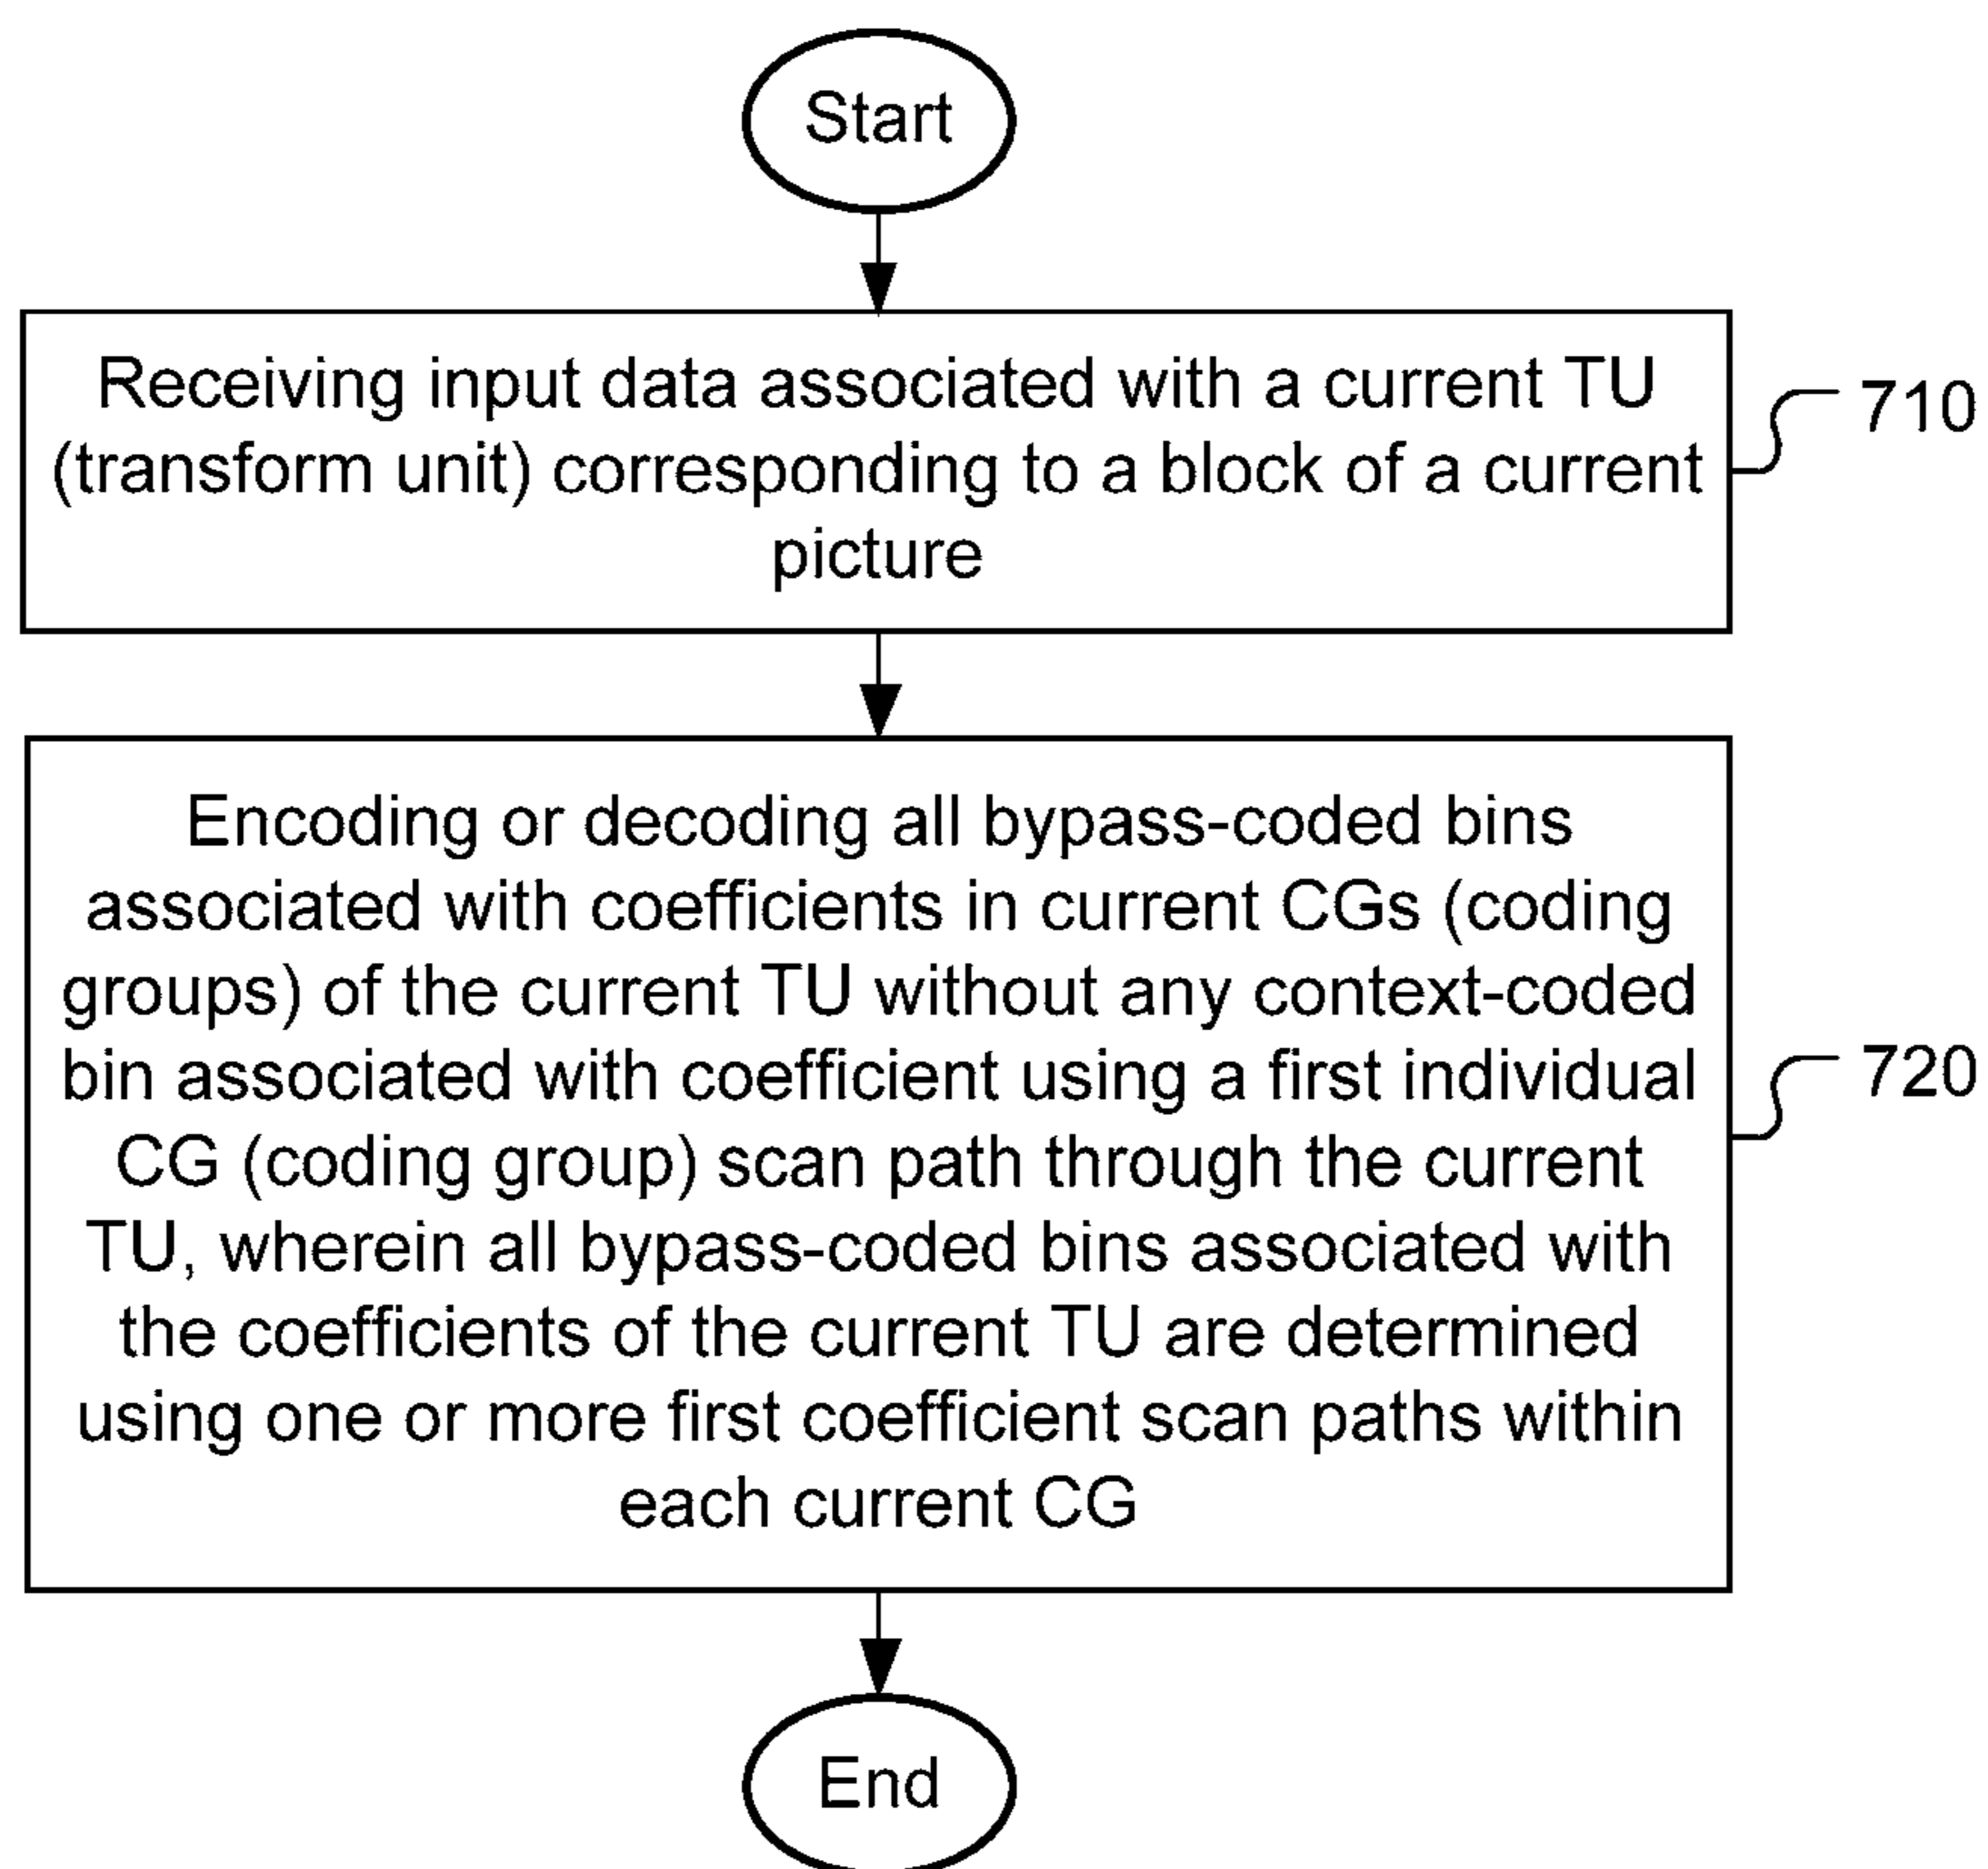 Start
Receiving input data associated with a current TU
(transform unit) corresponding to a block of a current
picture
710
Encoding or decoding all bypass-coded bins
associated with coefficients in current CGs (coding
groups) of the current TU without any context-coded
bin associated with coefficient using a first individual
CG (coding group) scan path through the current
TU, wherein all bypass-coded bins associated with
the coefficients of the current TU are determined
using one or more first coefficient scan paths within
each current CG
720
End